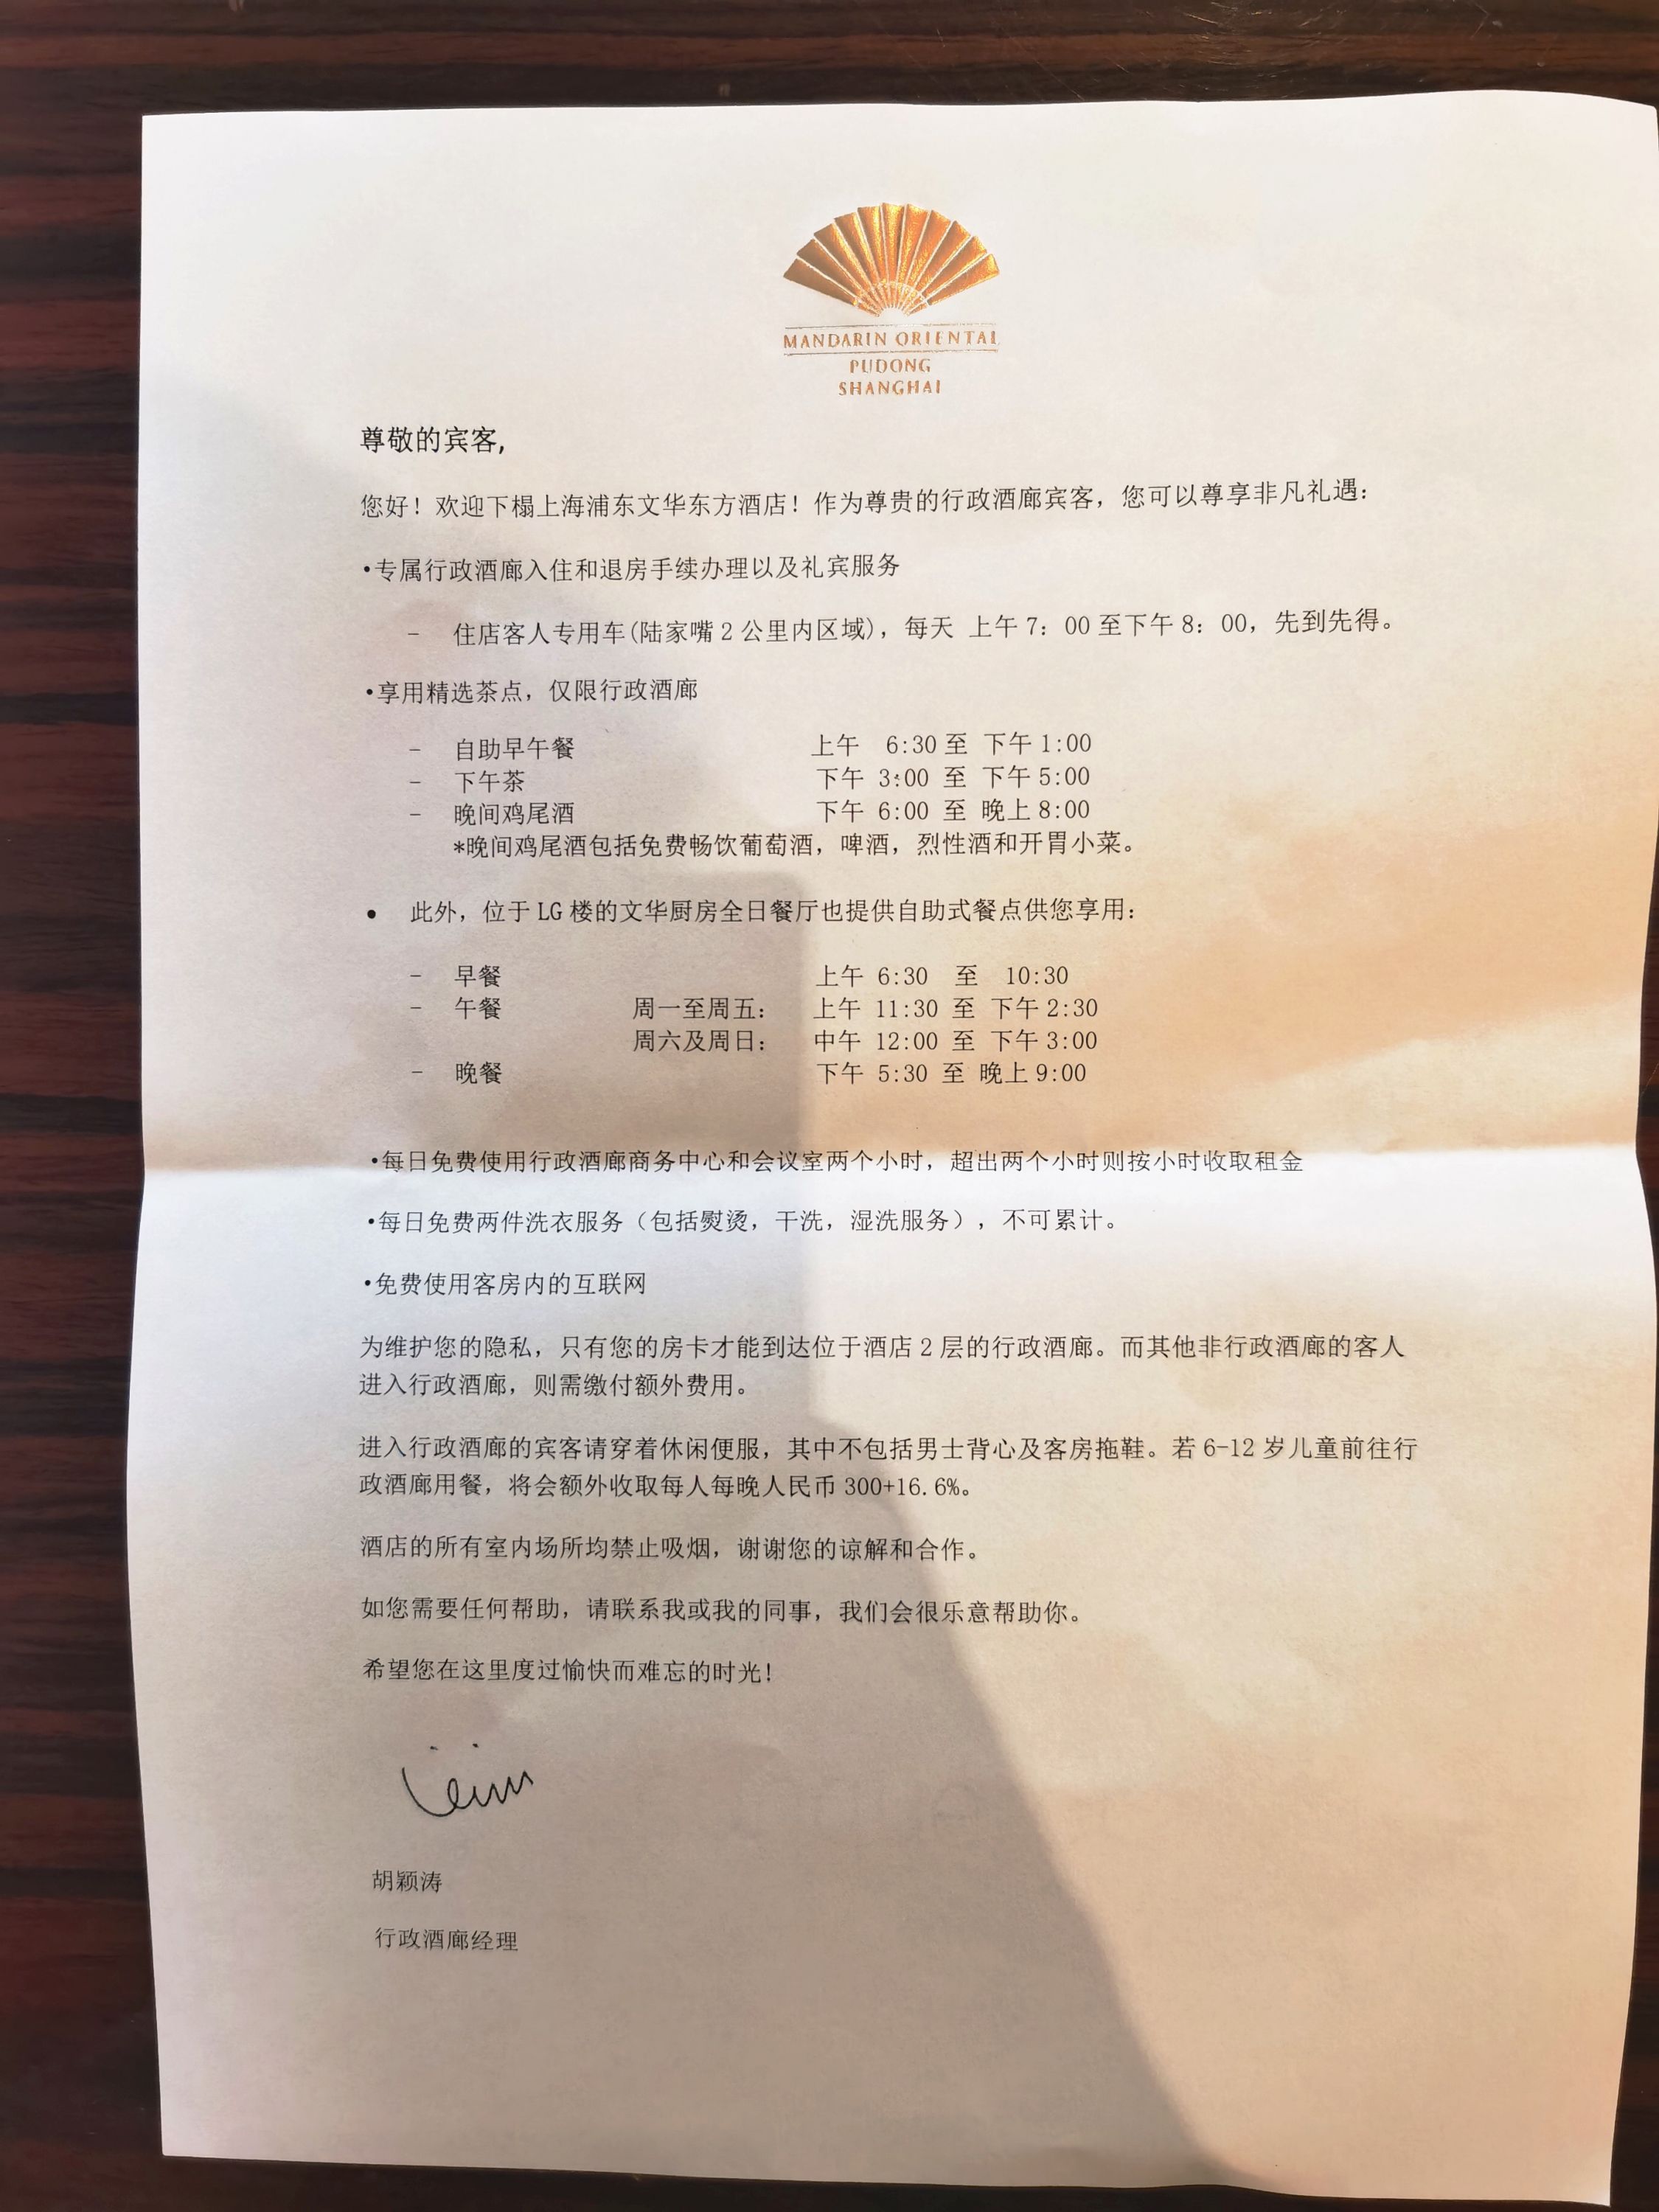 MANDARIN ORIENTAL
PUDONG
SHANGHAI
尊敬的宾客,
您好！欢迎下榻上海浦东文华东方酒店！作为尊贵的行政酒廊宾客，您可以尊享非凡礼遇：
•专属行政酒廊入住和退房手续办理以及礼宾服务
- 住店客人专用车(陆家嘴2公里内区域)，每天 上午7：00至下午8：00，先到先得。
•享用精选茶点，仅限行政酒廊
- 自助早午餐 上午 6:30至 下午1:00
- 下午茶 下午 3:00 至 下午5:00
- 晚间鸡尾酒 下午 6:00 至 晚上8:00
*晚间鸡尾酒包括免费畅饮葡萄酒，啤酒，烈性酒和开胃小菜。
• 此外，位于LG楼的文华厨房全日餐厅也提供自助式餐点供您享用：
- 早餐 上午 6:30 至 10:30
- 午餐 周一至周五： 上午 11:30 至 下午2:30
周六及周日： 中午 12:00 至 下午3:00
- 晚餐 下午 5:30 至 晚上9:00
•每日免费使用行政酒廊商务中心和会议室两个小时，超出两个小时则按小时收取租金
•每日免费两件洗衣服务（包括熨烫，干洗，湿洗服务），不可累计。
•免费使用客房内的互联网
为维护您的隐私，只有您的房卡才能到达位于酒店2层的行政酒廊。而其他非行政酒廊的客人
进入行政酒廊，则需缴付额外费用。
进入行政酒廊的宾客请穿着休闲便服，其中不包括男士背心及客房拖鞋。若6-12岁儿童前往行
政酒廊用餐，将会额外收取每人每晚人民币300+16.6%。
酒店的所有室内场所均禁止吸烟，谢谢您的谅解和合作。
如您需要任何帮助，请联系我或我的同事，我们会很乐意帮助你。
希望您在这里度过愉快而难忘的时光！
胡颖涛
行政酒廊经理